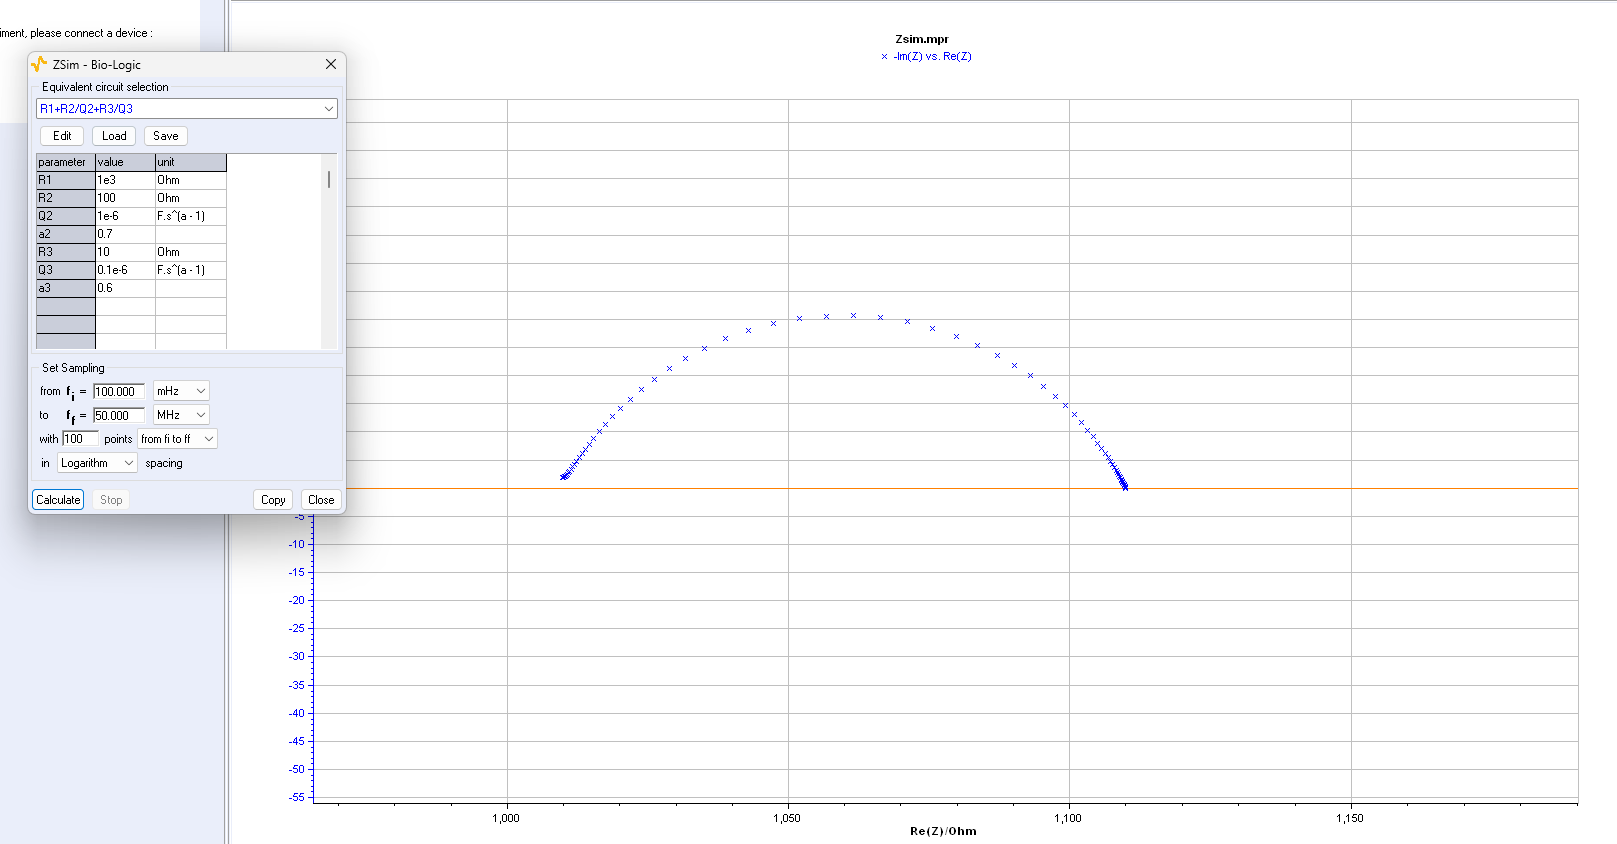 iment, please connect a device :
ZSim - Bio-Logic
Equivalent circuit selection
R1+R2/Q2+R3/Q3
Edit Load Save
parameter value unit
R1 1e3 Ohm
R2 100 Ohm
Q2 1e-6 F.s^(a - 1)
a2 0.7
R3 10 Ohm
Q3 0.1e-6 F.s^(a - 1)
a3 0.6
Set Sampling
from fi = 100.000 mHz
to ff = 50.000 MHz
with 100 points from fi to ff
in Logarithm spacing
Calculate Stop Copy Close
Zsim.mpr
-Im(Z) vs. Re(Z)
-5
-10
-15
-20
-25
-30
-35
-40
-45
-50
-55
1,000 1,050 1,100 1,150
Re(Z)/Ohm